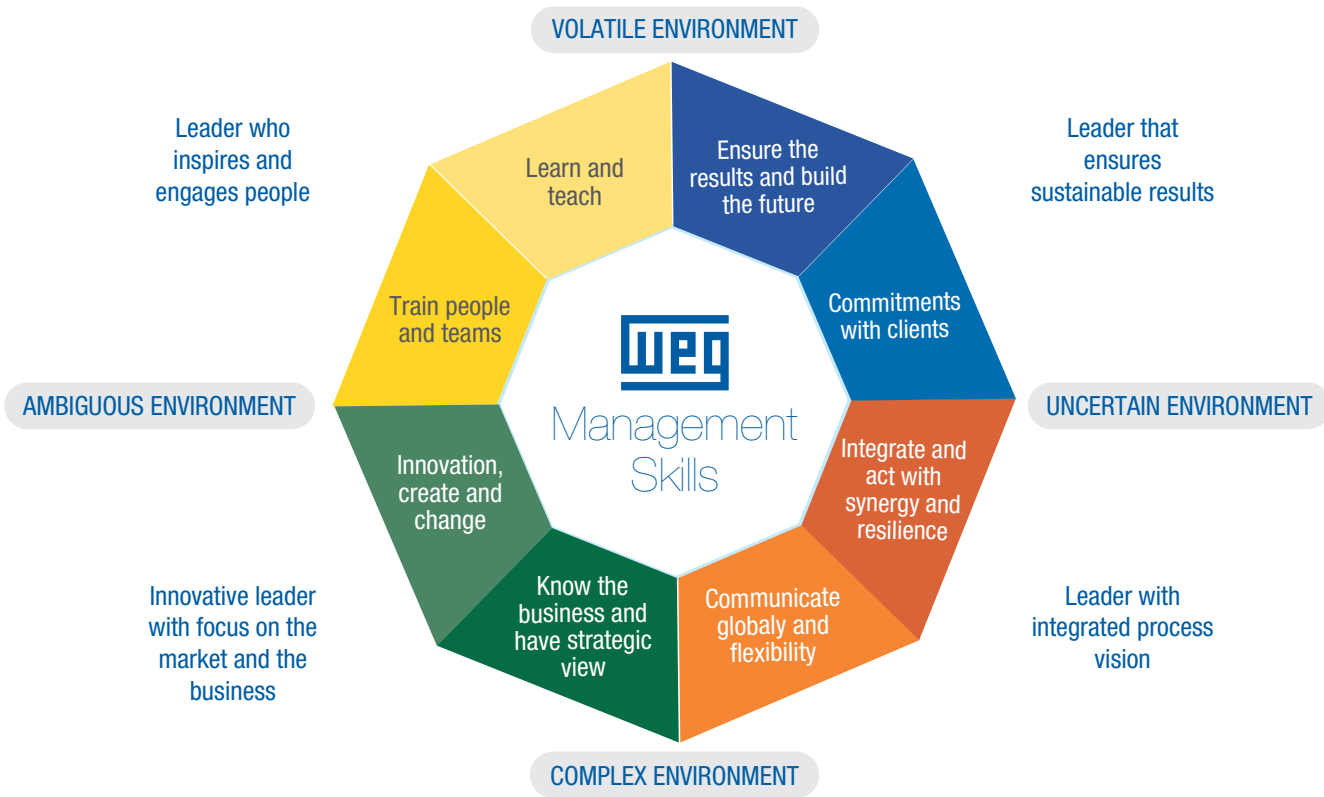 VOLATILE ENVIRONMENT
Leader who
inspires and
engages people
Learn and
teach
Ensure the
results and build
the future
Leader that
ensures
sustainable results
Train people
and teams
Commitments
with clients
weg
Management
Skills
AMBIGUOUS ENVIRONMENT
UNCERTAIN ENVIRONMENT
Innovation,
create and
change
Integrate and
act with
synergy and
resilience
Know the
business and
have strategic
view
Communicate
globaly and
flexibility
Innovative leader
with focus on the
market and the
business
Leader with
integrated process
vision
COMPLEX ENVIRONMENT